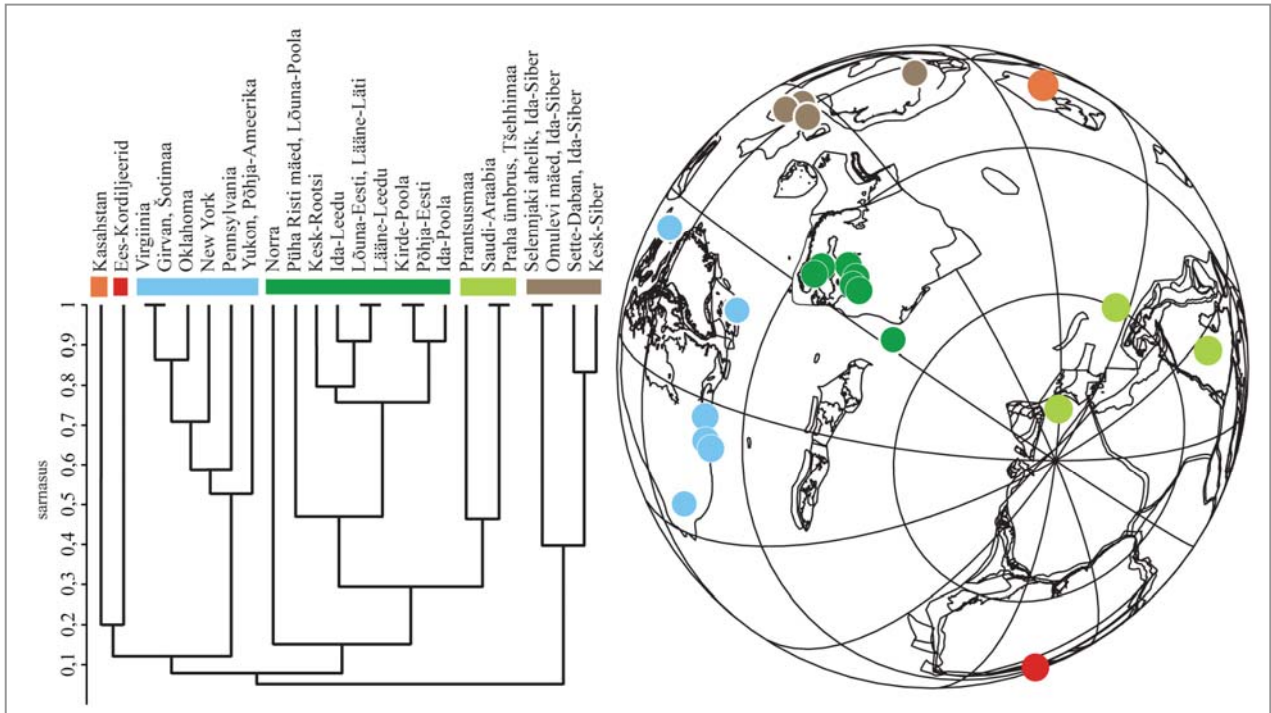 Kasahstan
Ees-Kordiljeerid
Virgiinia
Girvan, Šotimaa
Oklahoma
New York
Pennsylvania
Yukon, Põhja-Ameerika
Norra
Püha Risti mäed, Lõuna-Poola
Kesk-Rootsi
Ida-Leedu
Lõuna-Eesti, Lääne-Läti
Lääne-Leedu
Kirde-Poola
Põhja-Eesti
Ida-Poola
Prantsusmaa
Saudi-Araabia
Praha ümbrus, Tšehhimaa
Selennjaki ahelik, Ida-Siber
Omulevi mäed, Ida-Siber
Sette-Daban, Ida-Siber
Kesk-Siber
sarnasus
1
0,9
0,8
0,7
0,6
0,5
0,4
0,3
0,2
0,1